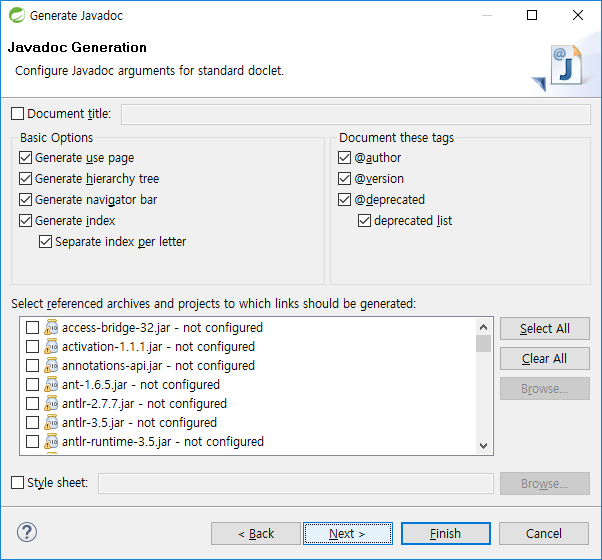 Generate Javadoc
Javadoc Generation
Configure Javadoc arguments for standard doclet.
@
J
Document title:
Basic Options
Generate use page
Generate hierarchy tree
Generate navigator bar
Generate index
Separate index per letter
Document these tags
@author
@version
@deprecated
deprecated list
Select referenced archives and projects to which links should be generated:
access-bridge-32.jar - not configured
activation-1.1.1.jar - not configured
annotations-api.jar - not configured
ant-1.6.5.jar - not configured
antlr-2.7.7.jar - not configured
antlr-3.5.jar - not configured
antlr-runtime-3.5.jar - not configured
Select All
Clear All
Browse...
Style sheet:
Browse...
?
< Back
Next >
Finish
Cancel